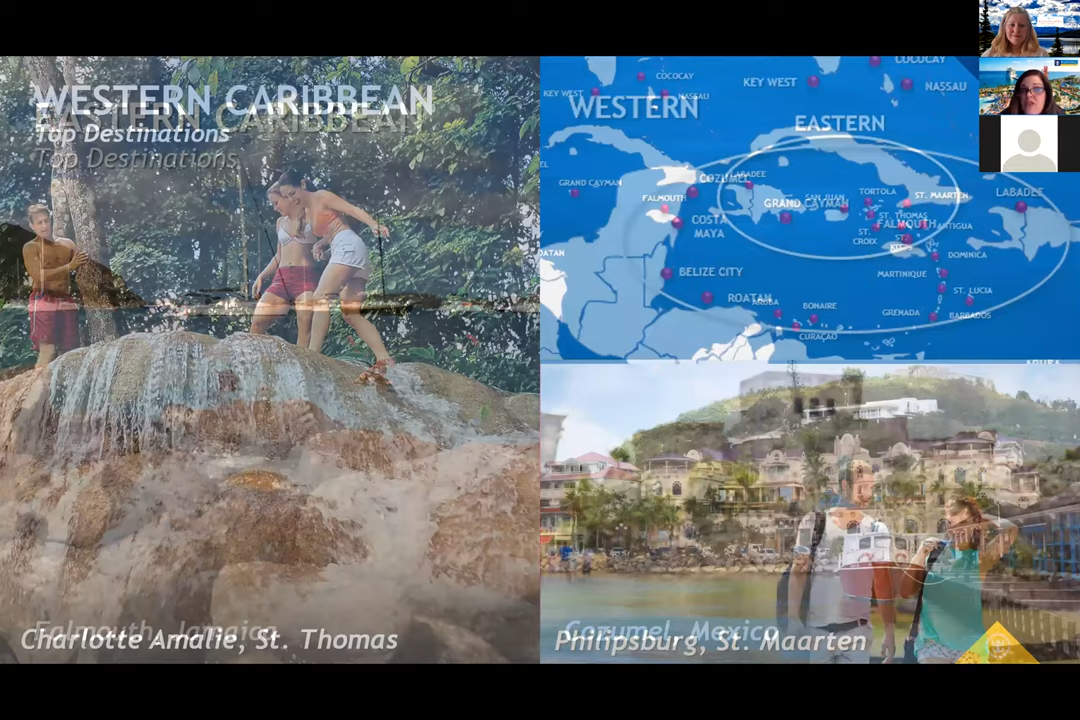 WESTERN CARIBBEAN
EASTERN CARIBBEAN
Top Destinations
Top Destinations
Falmouth, Jamaica
Charlotte Amalie, St. Thomas
WESTERN
EASTERN
COCOCAY
COCOCAY
KEY WEST
KEY WEST
NASSAU
NASSAU
GRAND CAYMAN
COZUMEL
LABADEE
FALMOUTH
GRAND CAYMAN
SAN JUAN
TORTOLA
ST. MAARTEN
LABADEE
COSTA
MAYA
ST. THOMAS
FALMOUTH
ANTIGUA
ST.
CROIX
ST.
KITTS
DOMINICA
BELIZE CITY
MARTINIQUE
ROATAN
ST. LUCIA
ARUBA
BONAIRE
GRENADA
BARBADOS
CURAÇAO
Cozumel, Mexico
Philipsburg, St. Maarten